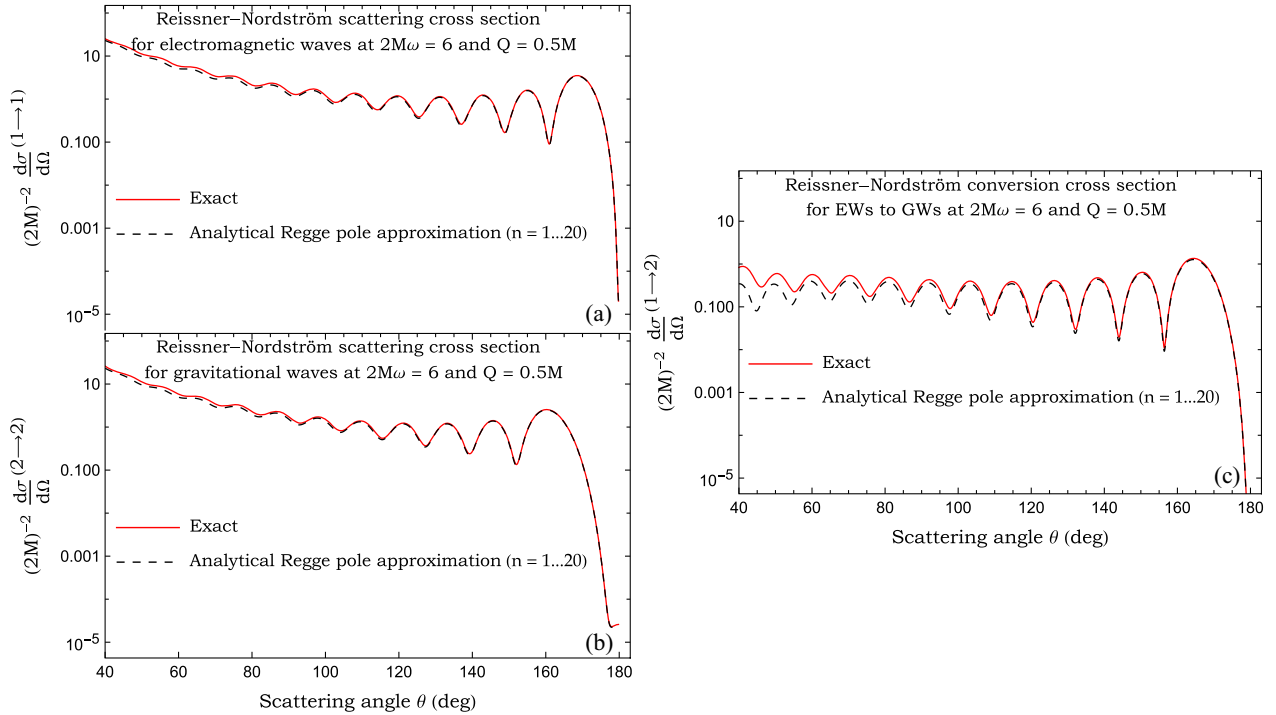 Reissner–Nordström scattering cross section
for electromagnetic waves at 2Mω = 6 and Q = 0.5M
10
0.100
0.001
10⁻⁵
(2M)⁻² dσ/dΩ (1⟶1)
Exact
Analytical Regge pole approximation (n = 1...20)
(a)
Reissner–Nordström scattering cross section
for gravitational waves at 2Mω = 6 and Q = 0.5M
10
0.100
0.001
10⁻⁵
(2M)⁻² dσ/dΩ (2⟶2)
Exact
Analytical Regge pole approximation (n = 1...20)
(b)
40 60 80 100 120 140 160 180
Scattering angle θ (deg)
Reissner–Nordström conversion cross section
for EWs to GWs at 2Mω = 6 and Q = 0.5M
10
0.100
0.001
10⁻⁵
(2M)⁻² dσ/dΩ (1⟶2)
Exact
Analytical Regge pole approximation (n = 1...20)
(c)
40 60 80 100 120 140 160 180
Scattering angle θ (deg)